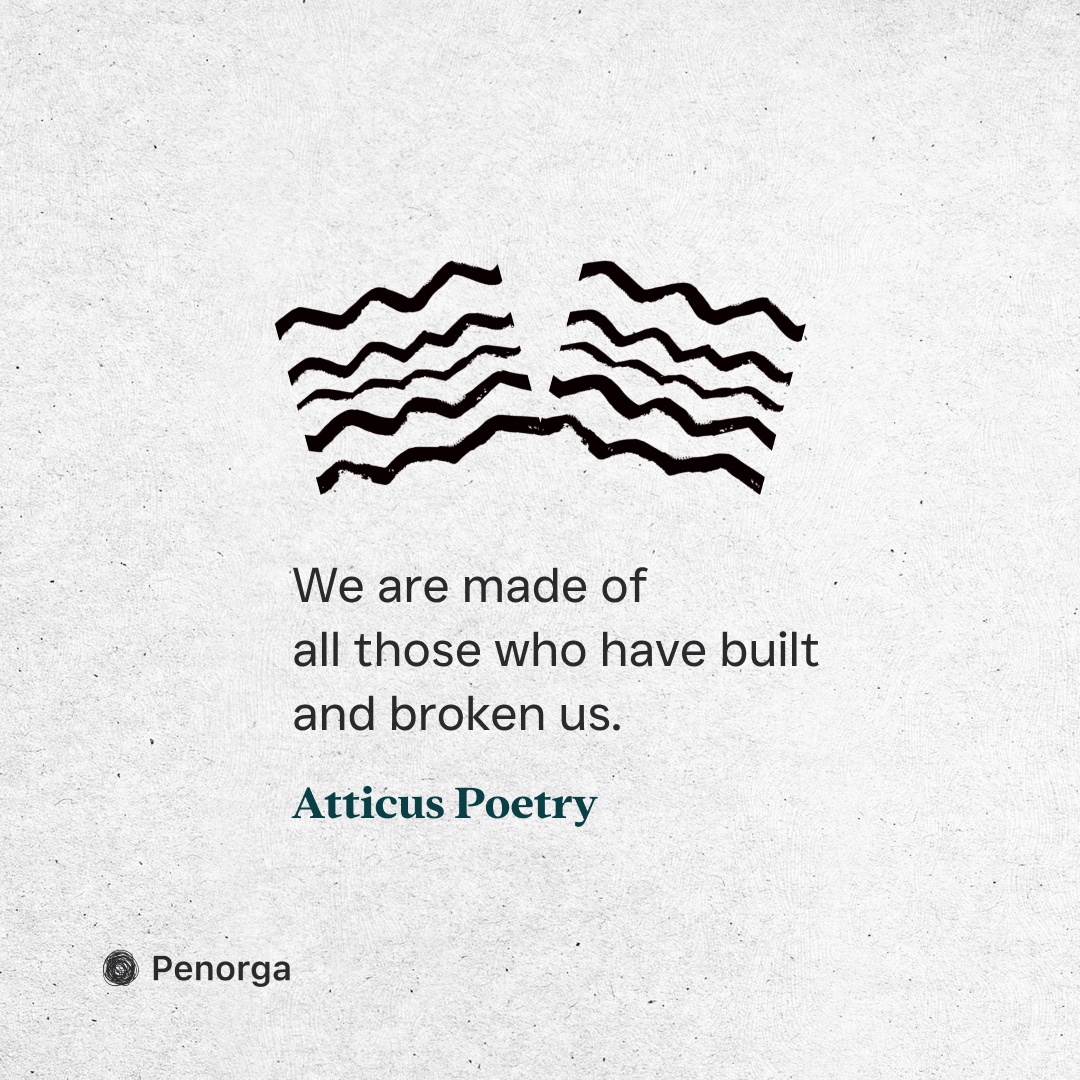 We are made of
all those who have built
and broken us.
Atticus Poetry
Penorga